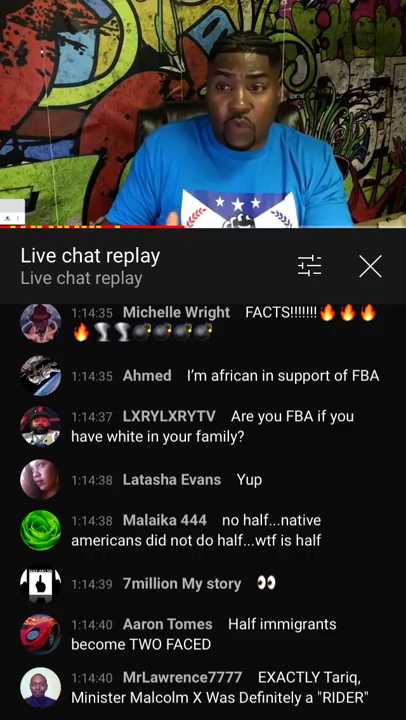 Live chat replay
Live chat replay
1:14:35 Michelle Wright FACTS!!!!!!!🔥🔥🔥
🔥🌪🌪💣💣💣💣
1:14:35 Ahmed I'm african in support of FBA
1:14:37 LXRYLXRYTV Are you FBA if you
have white in your family?
1:14:38 Latasha Evans Yup
1:14:38 Malaika 444 no half...native
americans did not do half...wtf is half
1:14:39 7million My story 👀
1:14:40 Aaron Tomes Half immigrants
become TWO FACED
1:14:40 MrLawrence7777 EXACTLY Tariq,
Minister Malcolm X Was Definitely a "RIDER"